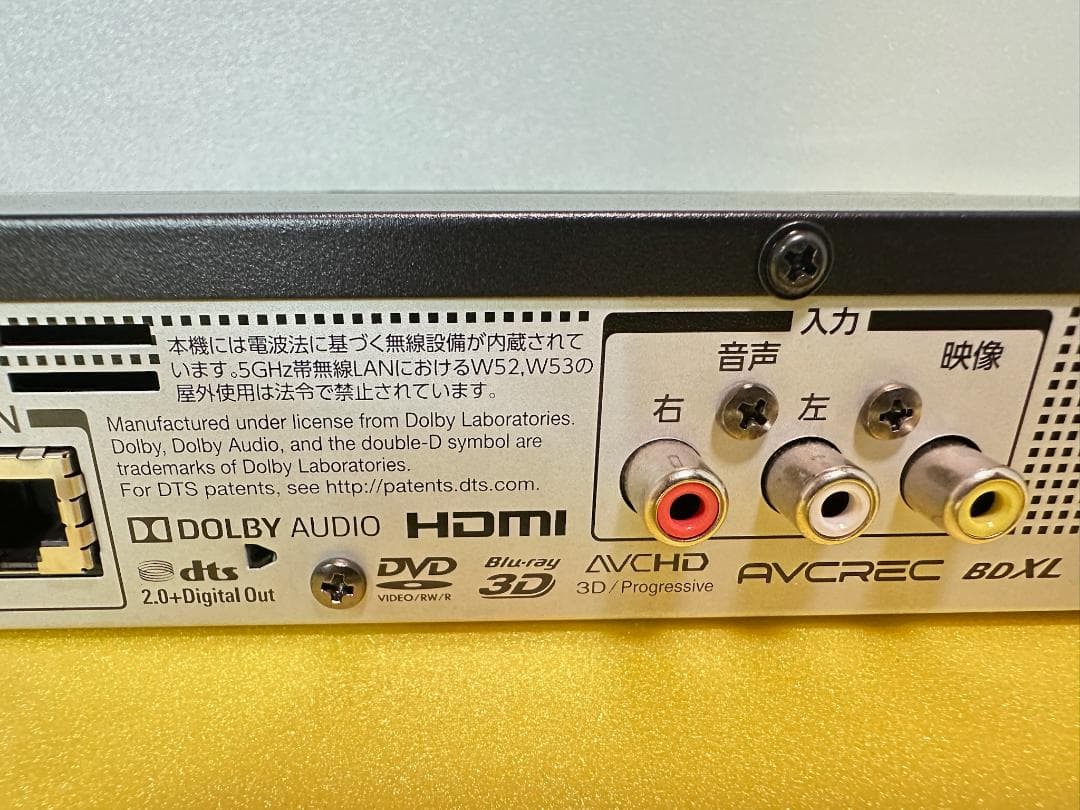 本機には電波法に基づく無線設備が内蔵されて
います。5GHz帯無線LANにおけるW52,W53の
屋外使用は法令で禁止されています。
N
Manufactured under license from Dolby Laboratories.
Dolby, Dolby Audio, and the double-D symbol are
trademarks of Dolby Laboratories.
For DTS patents, see http://patents.dts.com.
DOLBY AUDIO HDMI
dts
2.0+Digital Out
DVD
VIDEO/RW/R
Blu-ray
3D
AVCHD
3D/Progressive
AVCREC
BDXL
入力
音声
映像
右
左